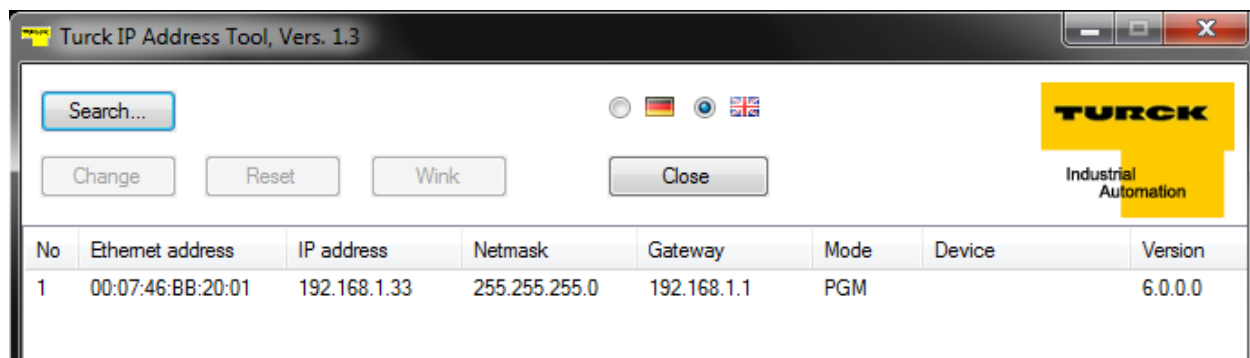 Turck IP Address Tool, Vers. 1.3
Search...
TURCK
Change Reset Wink Close
Industrial
Automation
No Ethernet address IP address Netmask Gateway Mode Device Version
1 00:07:46:BB:20:01 192.168.1.33 255.255.255.0 192.168.1.1 PGM 6.0.0.0